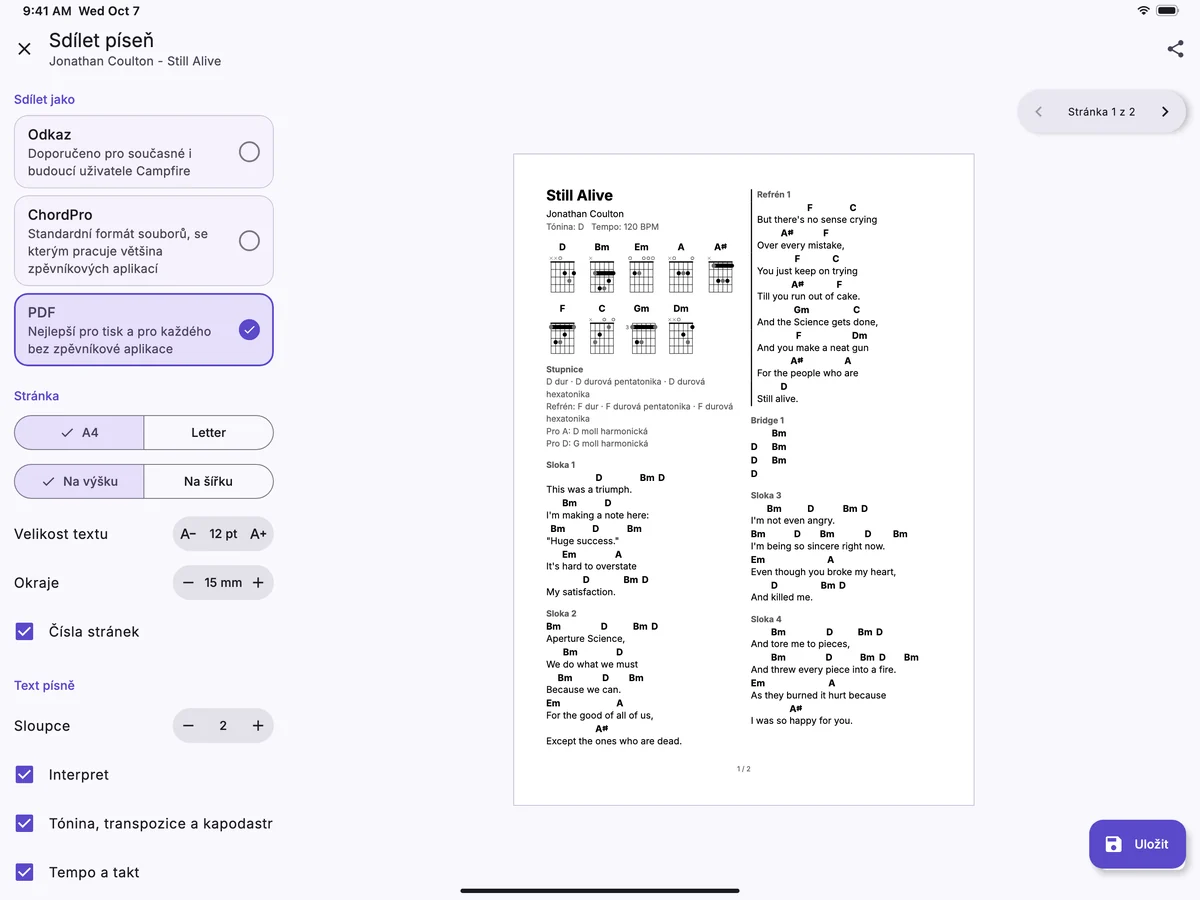 9:41 AM Wed Oct 7
Sdílet píseň
Jonathan Coulton - Still Alive
Sdílet jako
Odkaz
Doporučeno pro současné i
budoucí uživatele Campfire
ChordPro
Standardní formát souborů, se
kterým pracuje většina
zpěvníkových aplikací
PDF
Nejlepší pro tisk a pro každého
bez zpěvníkové aplikace
Stránka
A4 Letter
Na výšku Na šířku
Velikost textu A- 12 pt A+
Okraje − 15 mm +
Čísla stránek
Text písně
Sloupce − 2 +
Interpret
Tónina, transpozice a kapodastr
Tempo a takt
Stránka 1 z 2
Still Alive
Jonathan Coulton
Tónina: D Tempo: 120 BPM
D Bm Em A A#
F C Gm Dm
3
Stupnice
D dur · D durová pentatonika · D durová
hexatonika
Refrén: F dur · F durová pentatonika · F durová
hexatonika
Pro A: D moll harmonická
Pro D: G moll harmonická
Sloka 1
D Bm D
This was a triumph.
Bm D
I'm making a note here:
Bm D Bm
"Huge success."
Em A
It's hard to overstate
D Bm D
My satisfaction.
Sloka 2
Bm D Bm D
Aperture Science,
Bm D
We do what we must
Bm D Bm
Because we can.
Em A
For the good of all of us,
A#
Except the ones who are dead.
Refrén 1
F C
But there's no sense crying
A# F
Over every mistake,
F C
You just keep on trying
A# F
Till you run out of cake.
Gm C
And the Science gets done,
F Dm
And you make a neat gun
A# A
For the people who are
D
Still alive.
Bridge 1
Bm
D Bm
D Bm
D
Sloka 3
Bm D Bm D
I'm not even angry.
Bm D Bm D Bm
I'm being so sincere right now.
Em A
Even though you broke my heart,
D Bm D
And killed me.
Sloka 4
Bm D Bm D
And tore me to pieces,
Bm D Bm D Bm
And threw every piece into a fire.
Em A
As they burned it hurt because
A#
I was so happy for you.
1 / 2
Uložit